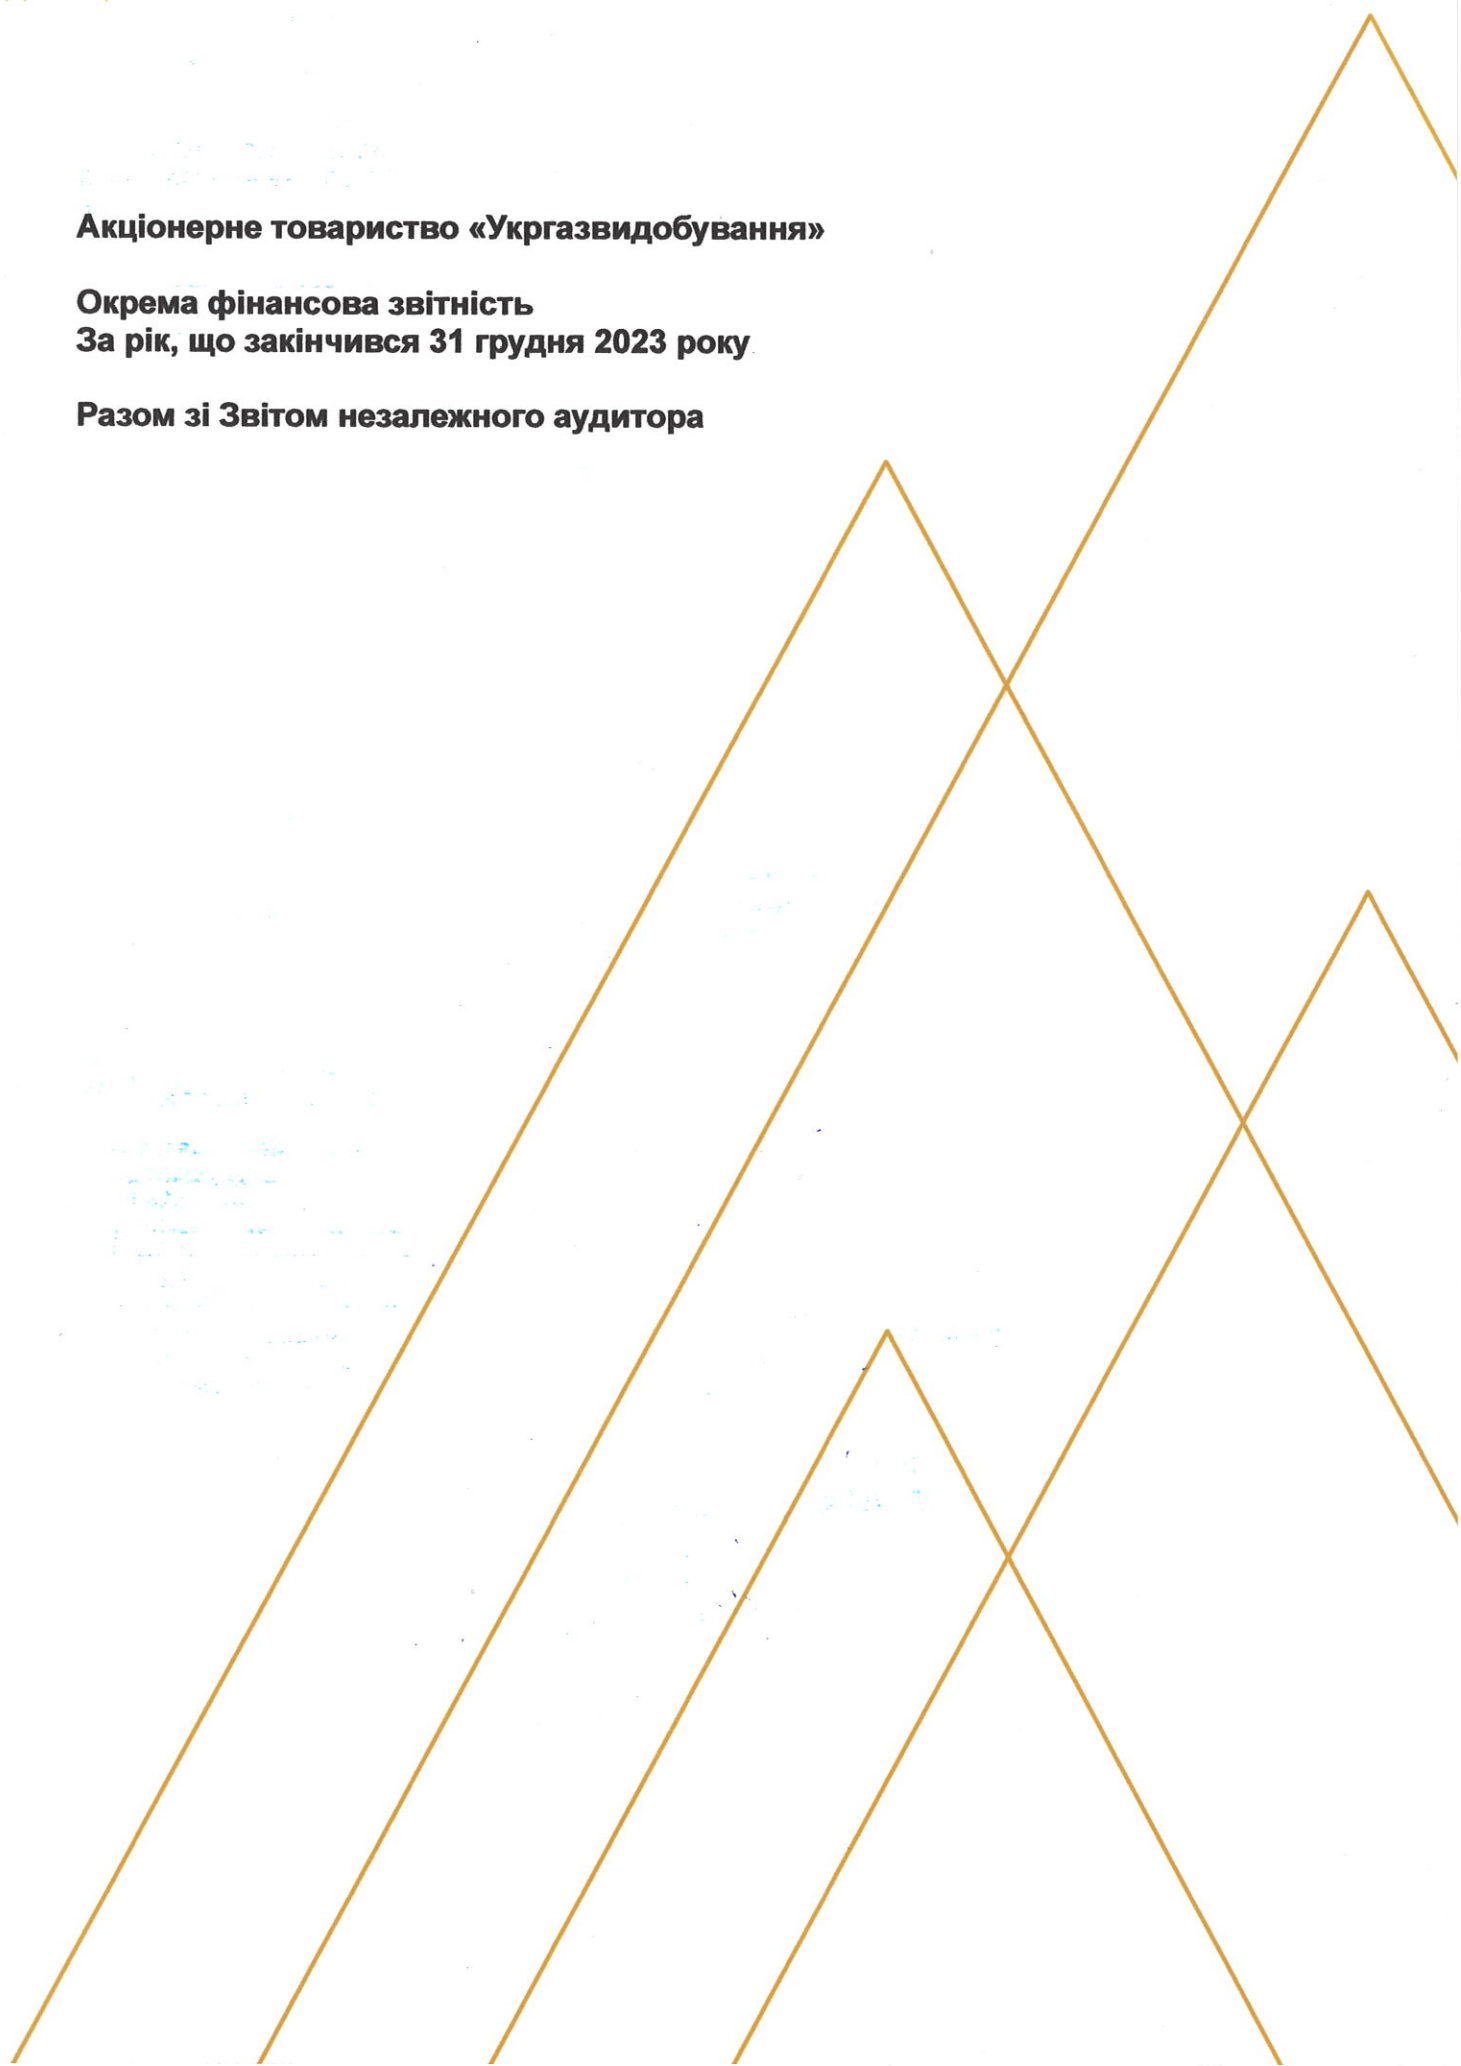 Акціонерне товариство «Укргазвидобування»
Окрема фінансова звітність
За рік, що закінчився 31 грудня 2023 року
Разом зі Звітом незалежного аудитора